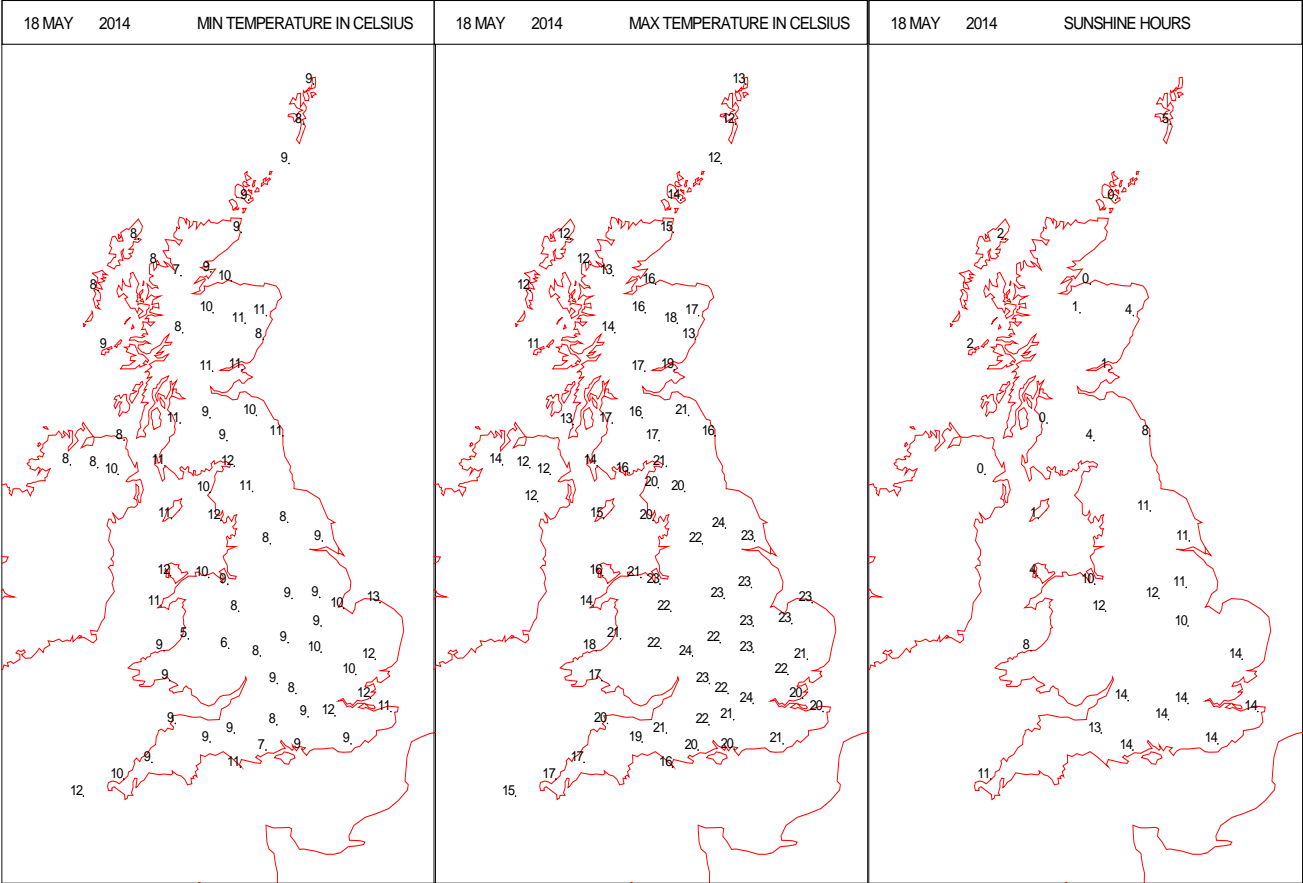 18 MAY 2014 MIN TEMPERATURE IN CELSIUS
9.
8.
9.
9.
9.
8.
8. 7. 9. 10.
8.
10. 11. 11.
8. 8.
9.
11. 11.
11. 9. 10.
8. 9. 11.
8. 8. 10. 11. 12.
10. 11.
11. 12. 8.
8. 9.
12. 10. 9.
11. 8. 9. 9. 10. 13.
9.
9. 5. 6. 8. 9. 10. 9.
9. 9. 8. 10. 12. 11.
9. 9. 8. 9. 12.
9. 9. 7. 9. 9.
10. 11.
12.
18 MAY 2014 MAX TEMPERATURE IN CELSIUS
13.
12.
12.
14.
12. 15.
12. 13. 16.
12.
16. 18. 17.
14. 13.
11.
17. 19.
13. 17. 16. 21.
17. 16.
14. 12. 12. 14. 16. 21.
12. 20. 20.
15. 20. 24.
22. 23.
16. 21. 23. 23.
14. 22. 23. 23.
21. 23. 23.
18. 22. 24. 22. 23. 21.
17. 23. 22. 24. 22. 20. 20.
20. 21. 22. 21.
19. 20. 20. 21.
17. 16.
17.
15.
18 MAY 2014 SUNSHINE HOURS
5.
0.
2.
0.
1. 4.
2.
1.
0. 4. 8.
0.
1. 11.
11.
4. 10. 11.
12. 12.
10.
8. 14.
14. 14. 14.
13. 14.
14. 14.
11.